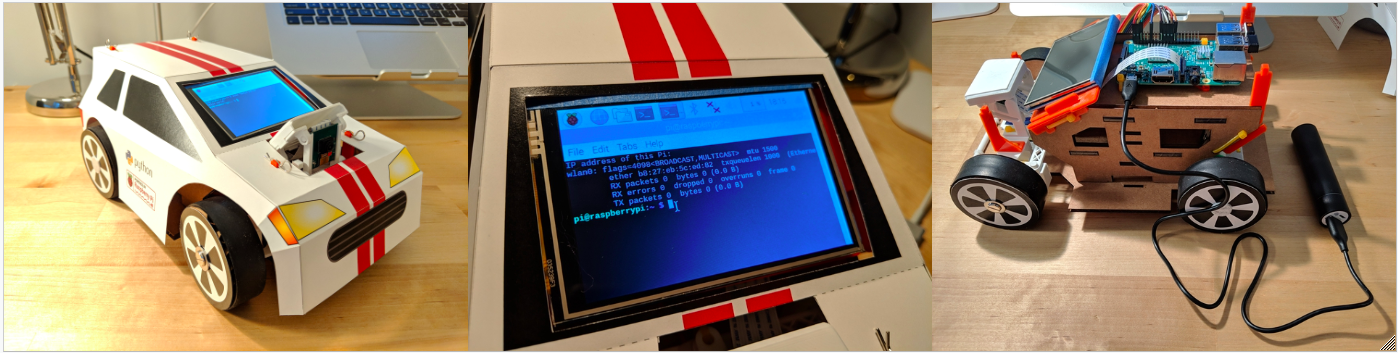 python
File Edit Tabs Help
IP address of this Pi:
wlan0: flags=4098<BROADCAST,MULTICAST> mtu 1500
ether b8:27:eb:5c:ed:82 txqueuelen 1000 (Ethernet
RX packets 0 bytes 0 (0.0 B)
RX errors 0 dropped 0 overruns 0 frame 0
TX packets 0 bytes 0 (0.0 B)
pi@raspberrypi:~ $